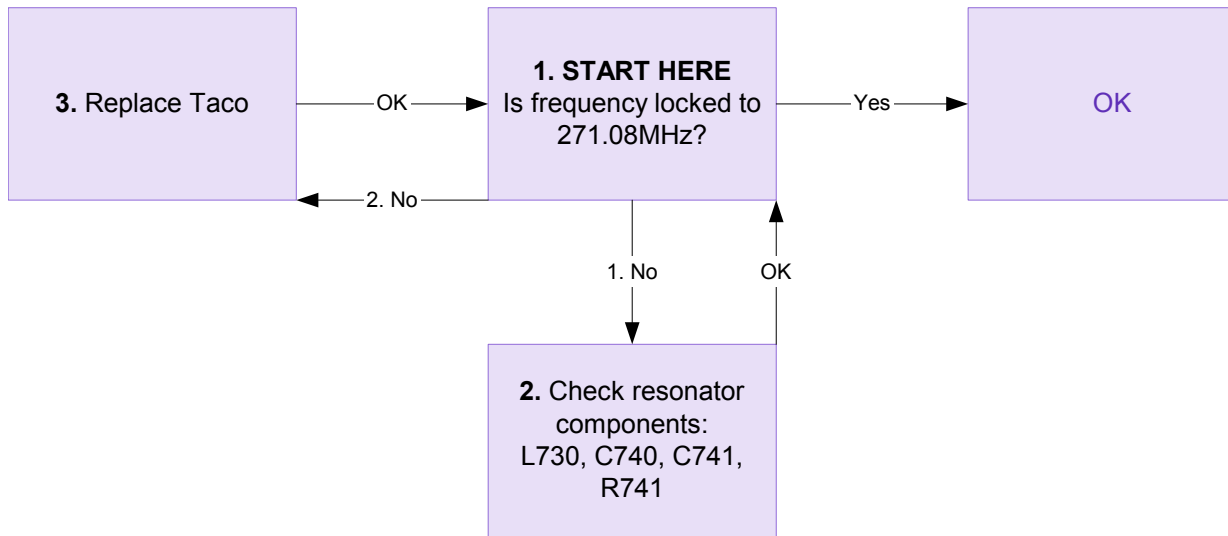 3. Replace Taco
OK
1. START HERE
Is frequency locked to
271.08MHz?
Yes
OK
2. No
1. No
OK
2. Check resonator
components:
L730, C740, C741,
R741